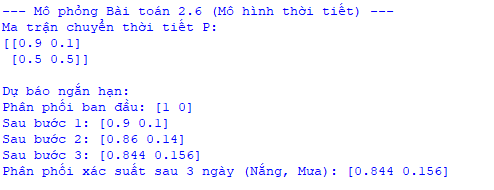 --- Mô phỏng Bài toán 2.6 (Mô hình thời tiết) ---
Ma trận chuyển thời tiết P:
[[0.9 0.1]
 [0.5 0.5]]

Dự báo ngắn hạn:
Phân phối ban đầu: [1 0]
Sau bước 1: [0.9 0.1]
Sau bước 2: [0.86 0.14]
Sau bước 3: [0.844 0.156]
Phân phối xác suất sau 3 ngày (Nắng, Mưa): [0.844 0.156]